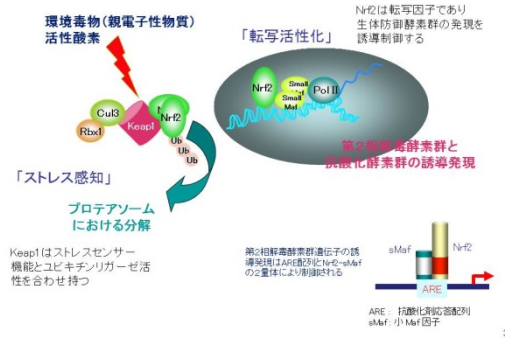 環境毒物(親電子性物質)
活性酸素
「転写活性化」
Nrf2は転写因子であり
生体防御酵素群の発現を
誘導制御する
Cul3
Rbx1
Keap1
Nrf2
Ub
Ub
Ub
Nrf2
Small
Small
Maf
Pol II
第2相解毒酵素群と
抗酸化酵素群の誘導発現
「ストレス感知」
プロテアソーム
における分解
Keap1はストレスセンサー
機能とユビキチンリガーゼ活
性を合わせ持つ
第2相解毒酵素群遺伝子の誘
導発現はARE配列とNrf2-sMaf
の2量体により制御される
sMaf
Nrf2
ARE
ARE: 抗酸化剤応答配列
sMaf: 小Maf因子